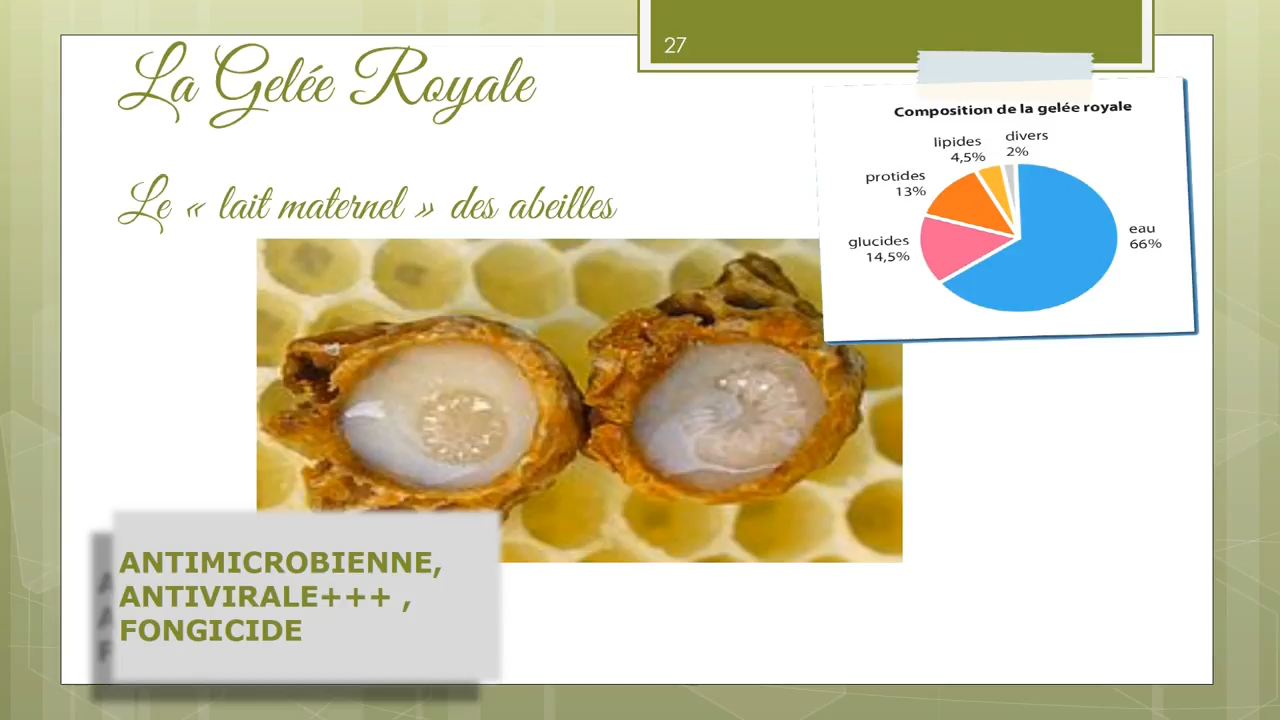 27
La Gelée Royale
Le « lait maternel » des abeilles
Composition de la gelée royale
divers
2%
lipides
4,5%
protides
13%
glucides
14,5%
eau
66%
ANTIMICROBIENNE,
ANTIVIRALE+++ ,
FONGICIDE